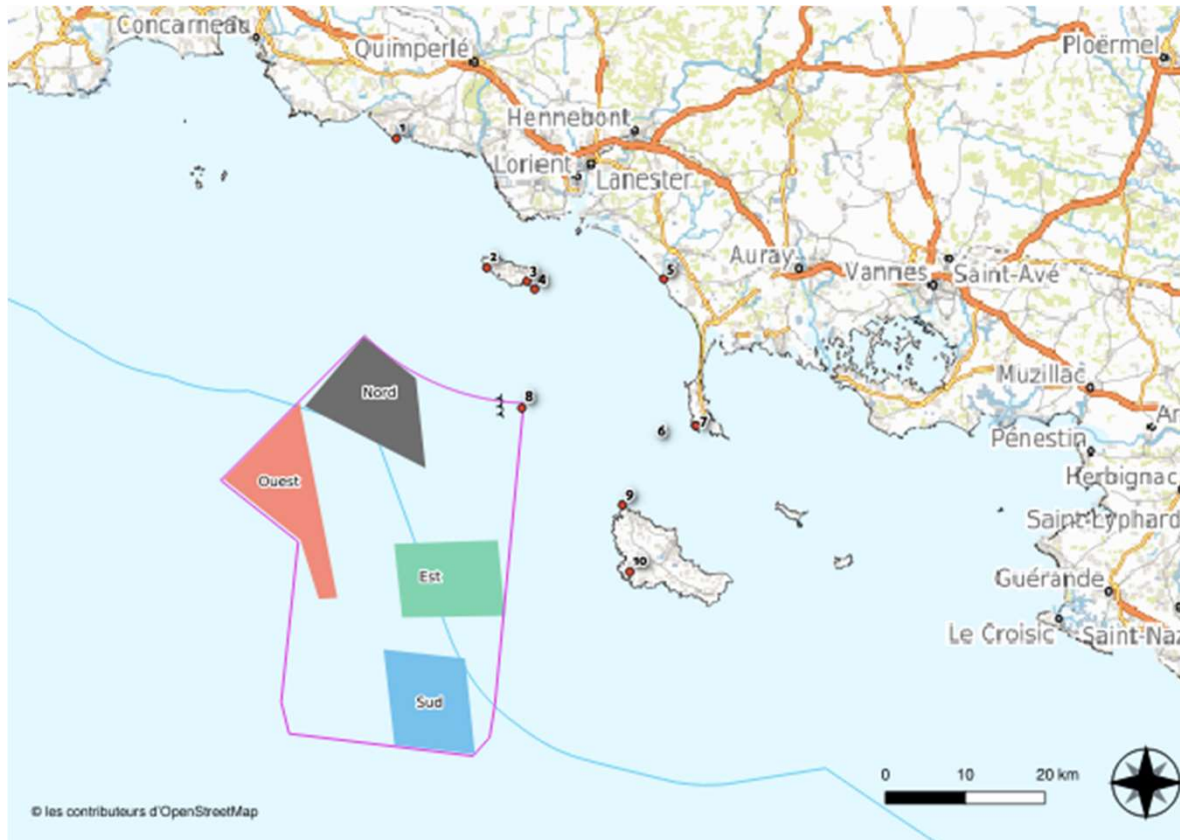 Concarneau
Quimperlé
Ploërmel
1
Hennebont
Lorient
Lanester
2
3
4
5
Auray
Vannes
Saint-Avé
Nord
Muzillac
8
6
7
Pénestin
Ouest
Herbignac
9
Saint-Lyphard
Est
10
Guérande
Le Croisic
Saint-Naz
Sud
0 10 20 km
© les contributeurs d'OpenStreetMap